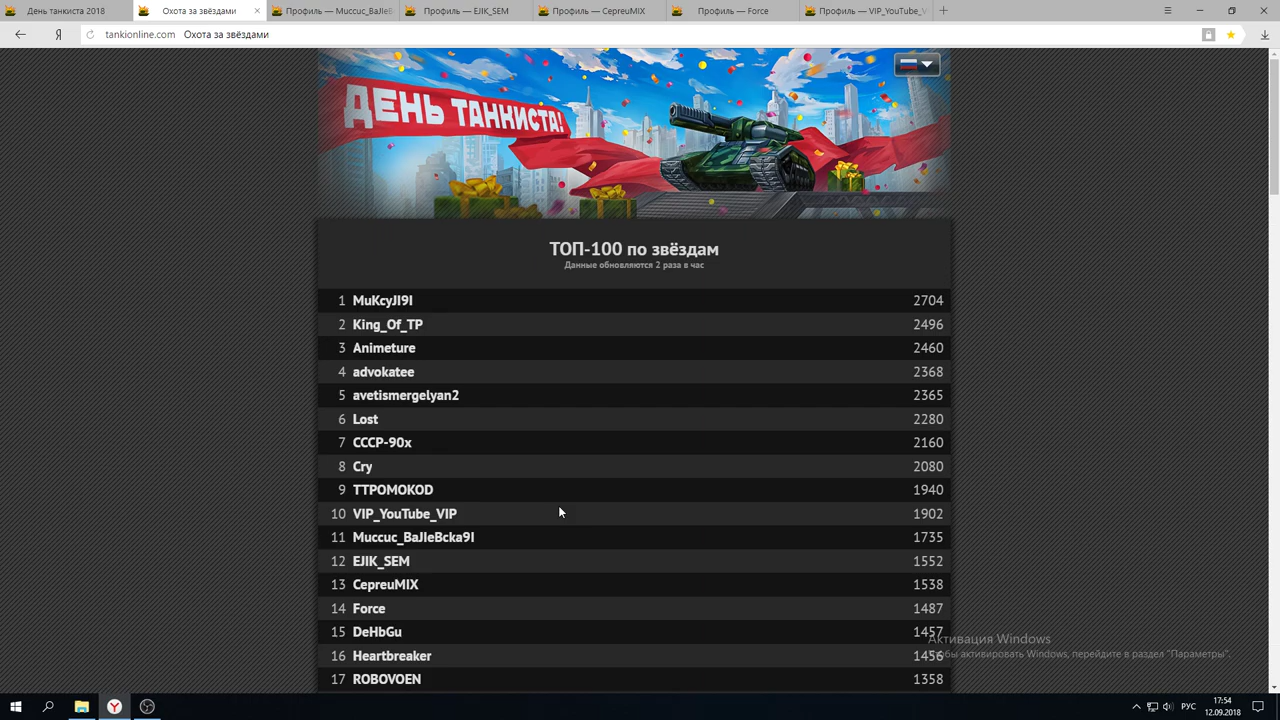 День танкиста 2018
Охота за звёздами
Профиль — Muccuc_BaJIeB
Профиль — EJIK_SEM
Профиль — CepreuMIX
Профиль — Force
Профиль — VIP_YouTube_V
Я
tankionline.com Охота за звёздами
ДЕНЬ ТАНКИСТА!
ТОП-100 по звёздам
Данные обновляются 2 раза в час
1 MuKcyJI9I 2704
2 King_Of_TP 2496
3 Animeture 2460
4 advokatee 2368
5 avetismergelyan2 2365
6 Lost 2280
7 CCCP-90x 2160
8 Cry 2080
9 TTPOMOKOD 1940
10 VIP_YouTube_VIP 1902
11 Muccuc_BaJIeBcka9I 1735
12 EJIK_SEM 1552
13 CepreuMIX 1538
14 Force 1487
15 DeHbGu 1457
16 Heartbreaker 1456
17 ROBOVOEN 1358
Активация Windows
Чтобы активировать Windows, перейдите в раздел "Параметры".
РУС
17:54
12.09.2018